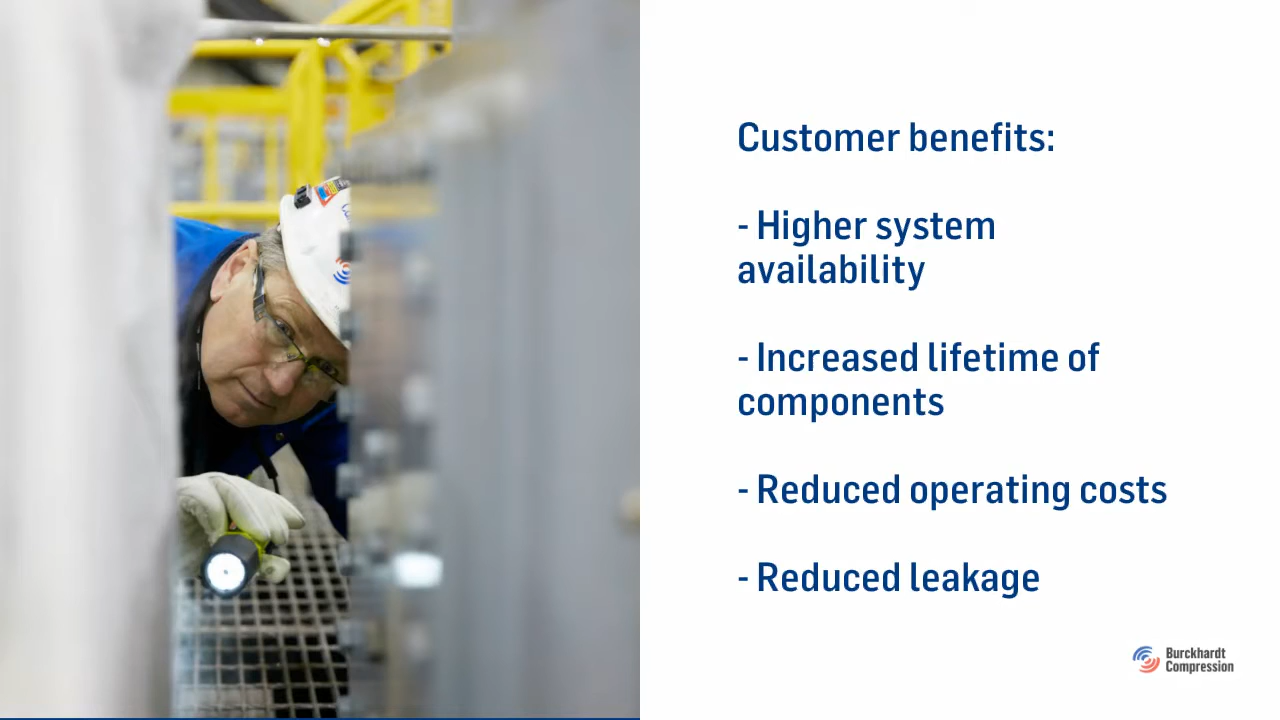 Customer benefits:
- Higher system
availability
- Increased lifetime of
components
- Reduced operating costs
- Reduced leakage
Burckhardt
Compression